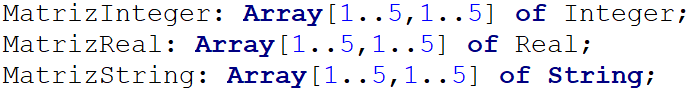 MatrizInteger: Array[1..5,1..5] of Integer;
MatrizReal: Array[1..5,1..5] of Real;
MatrizString: Array[1..5,1..5] of String;